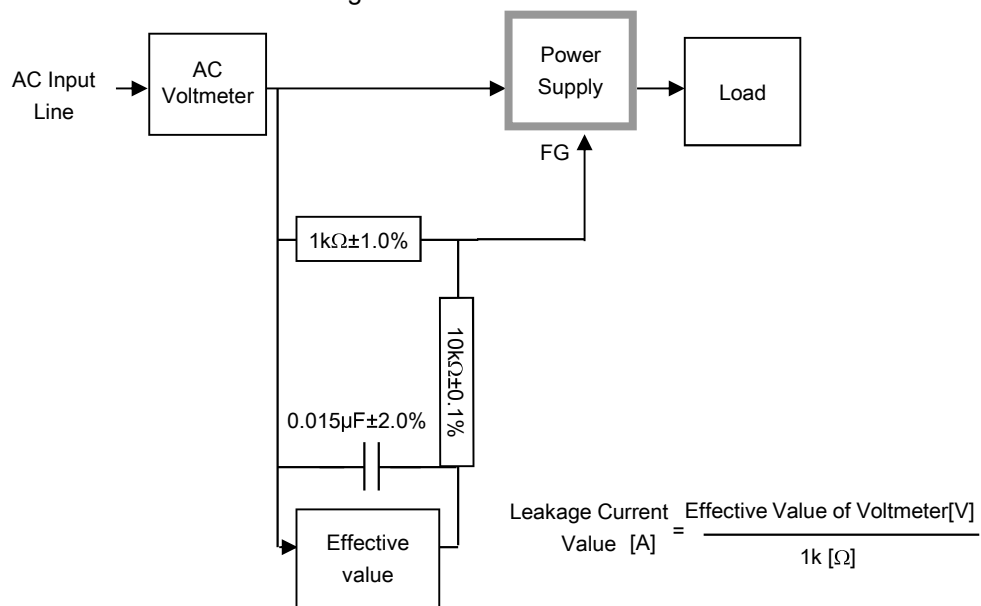 AC Input
Line
AC
Voltmeter
Power
Supply
Load
FG
1kΩ±1.0%
10kΩ±0.1%
0.015µF±2.0%
Effective
value
Leakage Current
Value [A]
=
Effective Value of Voltmeter[V]
1k [Ω]